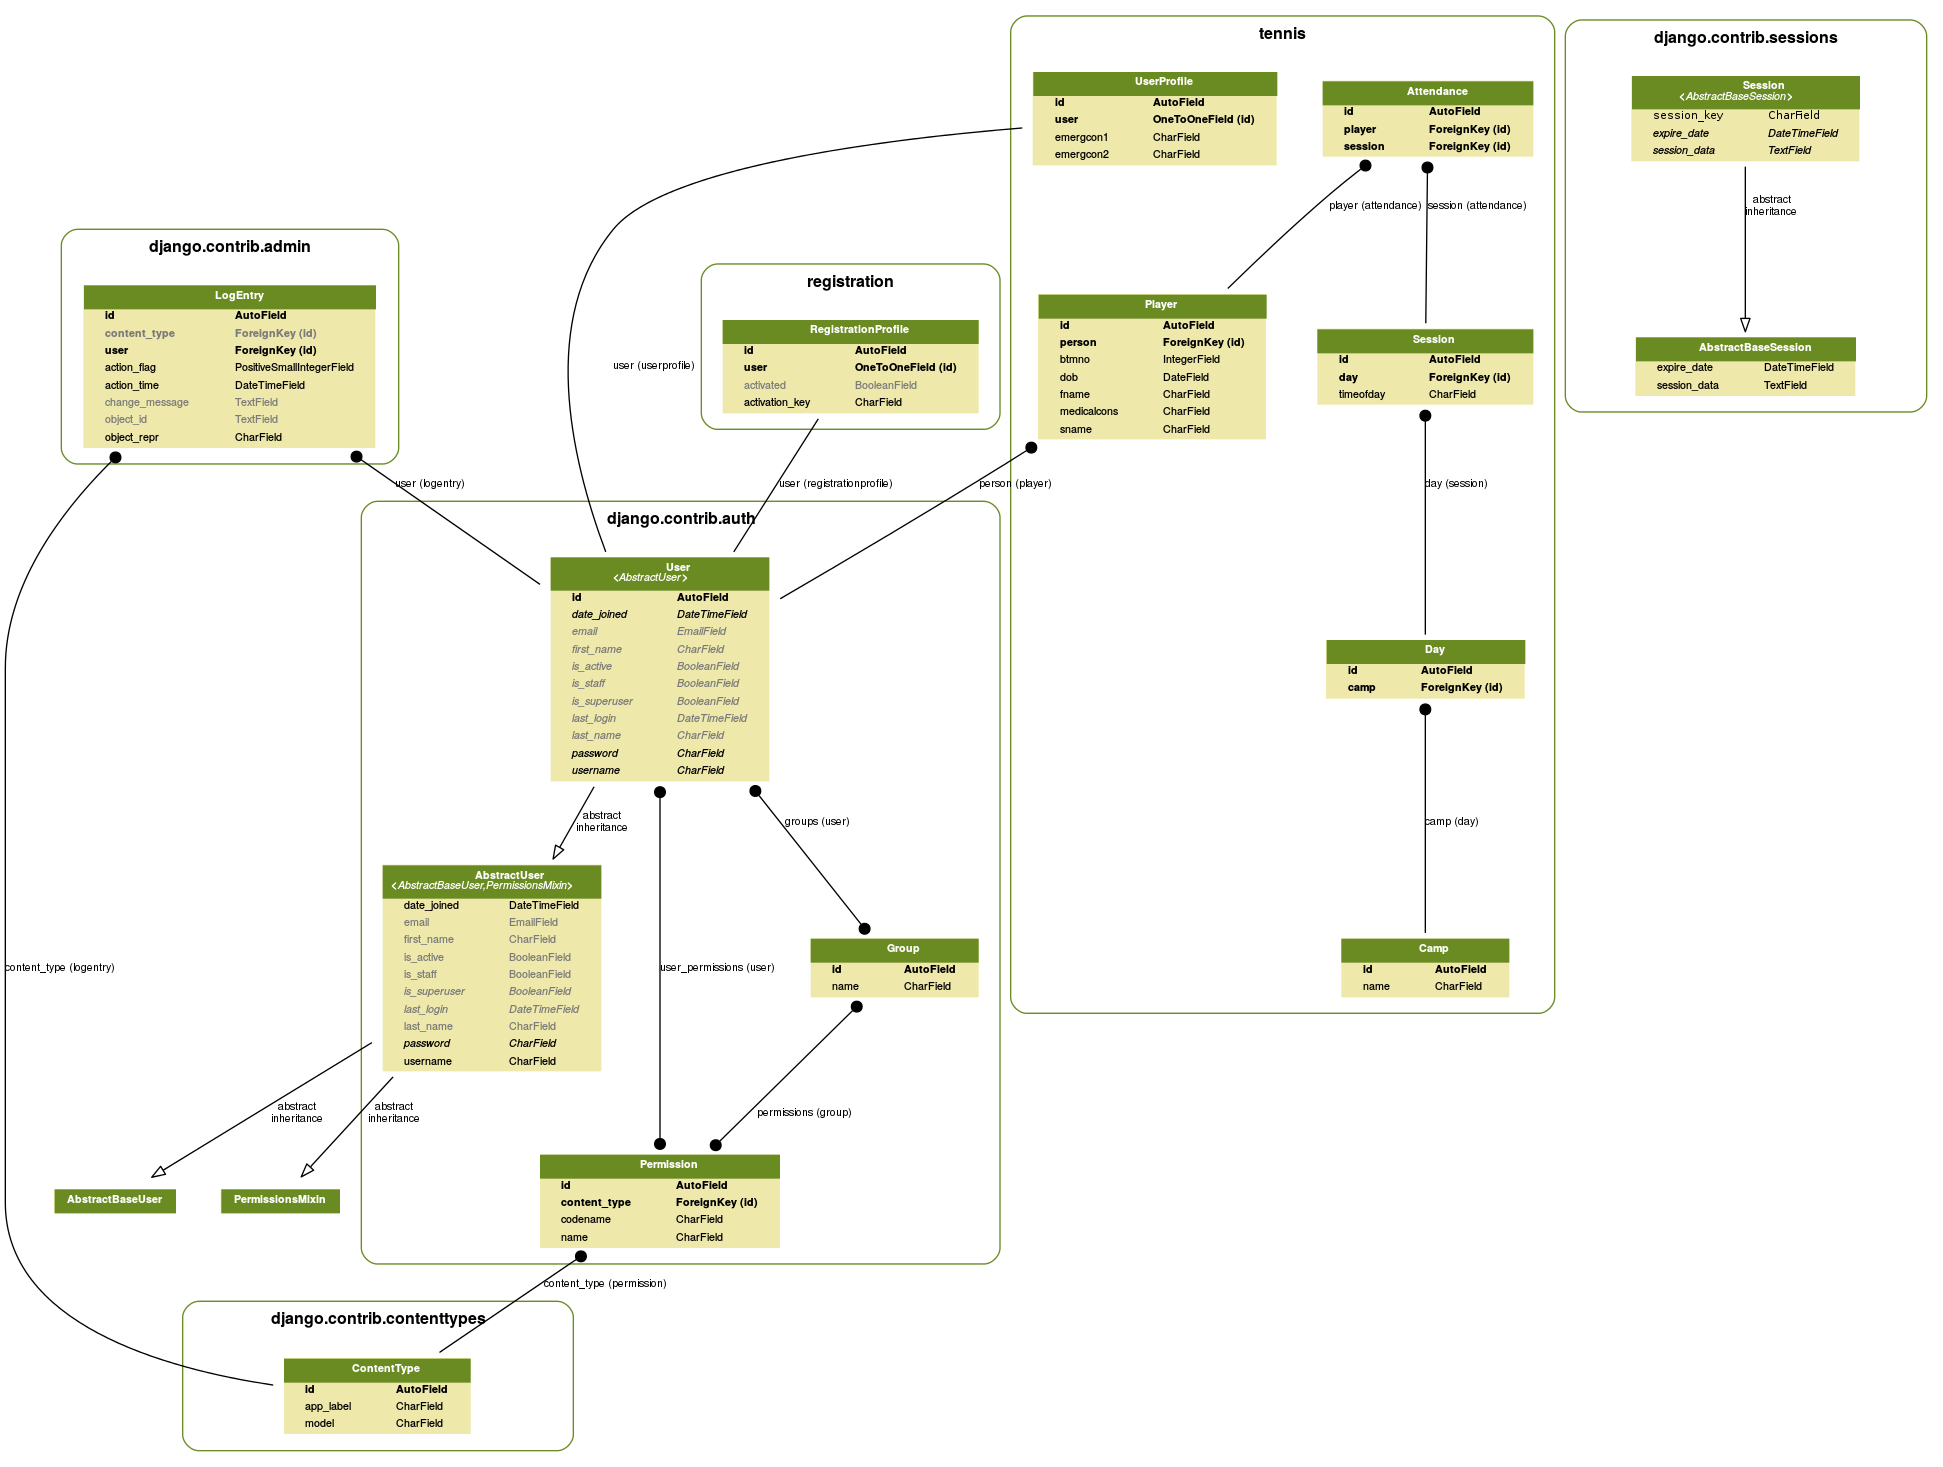 tennis
UserProfile
id AutoField
user OneToOneField (id)
emergcon1 CharField
emergcon2 CharField
Attendance
id AutoField
player ForeignKey (id)
session ForeignKey (id)
player (attendance)
session (attendance)
Player
id AutoField
person ForeignKey (id)
btmno IntegerField
dob DateField
fname CharField
medicalcons CharField
sname CharField
Session
id AutoField
day ForeignKey (id)
timeofday CharField
person (player)
day (session)
Day
id AutoField
camp ForeignKey (id)
camp (day)
Camp
id AutoField
name CharField
django.contrib.sessions
Session
<AbstractBaseSession>
session_key CharField
expire_date DateTimeField
session_data TextField
abstract
inheritance
AbstractBaseSession
expire_date DateTimeField
session_data TextField
django.contrib.admin
LogEntry
id AutoField
content_type ForeignKey (id)
user ForeignKey (id)
action_flag PositiveSmallIntegerField
action_time DateTimeField
change_message TextField
object_id TextField
object_repr CharField
user (logentry)
content_type (logentry)
user (userprofile)
registration
RegistrationProfile
id AutoField
user OneToOneField (id)
activated BooleanField
activation_key CharField
user (registrationprofile)
django.contrib.auth
User
<AbstractUser>
id AutoField
date_joined DateTimeField
email EmailField
first_name CharField
is_active BooleanField
is_staff BooleanField
is_superuser BooleanField
last_login DateTimeField
last_name CharField
password CharField
username CharField
abstract
inheritance
groups (user)
user_permissions (user)
AbstractUser
<AbstractBaseUser,PermissionsMixin>
date_joined DateTimeField
email EmailField
first_name CharField
is_active BooleanField
is_staff BooleanField
is_superuser BooleanField
last_login DateTimeField
last_name CharField
password CharField
username CharField
Group
id AutoField
name CharField
permissions (group)
abstract
inheritance
abstract
inheritance
AbstractBaseUser
PermissionsMixin
Permission
id AutoField
content_type ForeignKey (id)
codename CharField
name CharField
content_type (permission)
django.contrib.contenttypes
ContentType
id AutoField
app_label CharField
model CharField